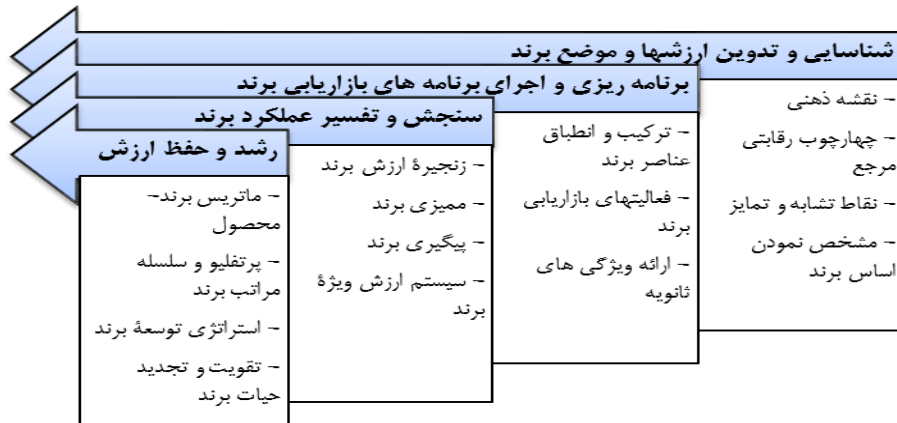 شناسایی و تدوین ارزشها و موضع برند
– نقشه ذهنی
– چهارچوب رقابتی
مرجع
– نقاط تشابه و تمایز
– مشخص نمودن
اساس برند
برنامه ریزی و اجرای برنامه های بازاریابی برند
– ترکیب و انطباق
عناصر برند
– فعالیتهای بازاریابی
برند
– ارائه ویژگی های
ثانویه
سنجش و تفسیر عملکرد برند
– زنجیرۀ ارزش برند
– ممیزی برند
– پیگیری برند
– سیستم ارزش ویژۀ
برند
رشد و حفظ ارزش
– ماتریس برند–
محصول
– پرتفلیو و سلسله
مراتب برند
– استراتژی توسعۀ برند
– تقویت و تجدید
حیات برند